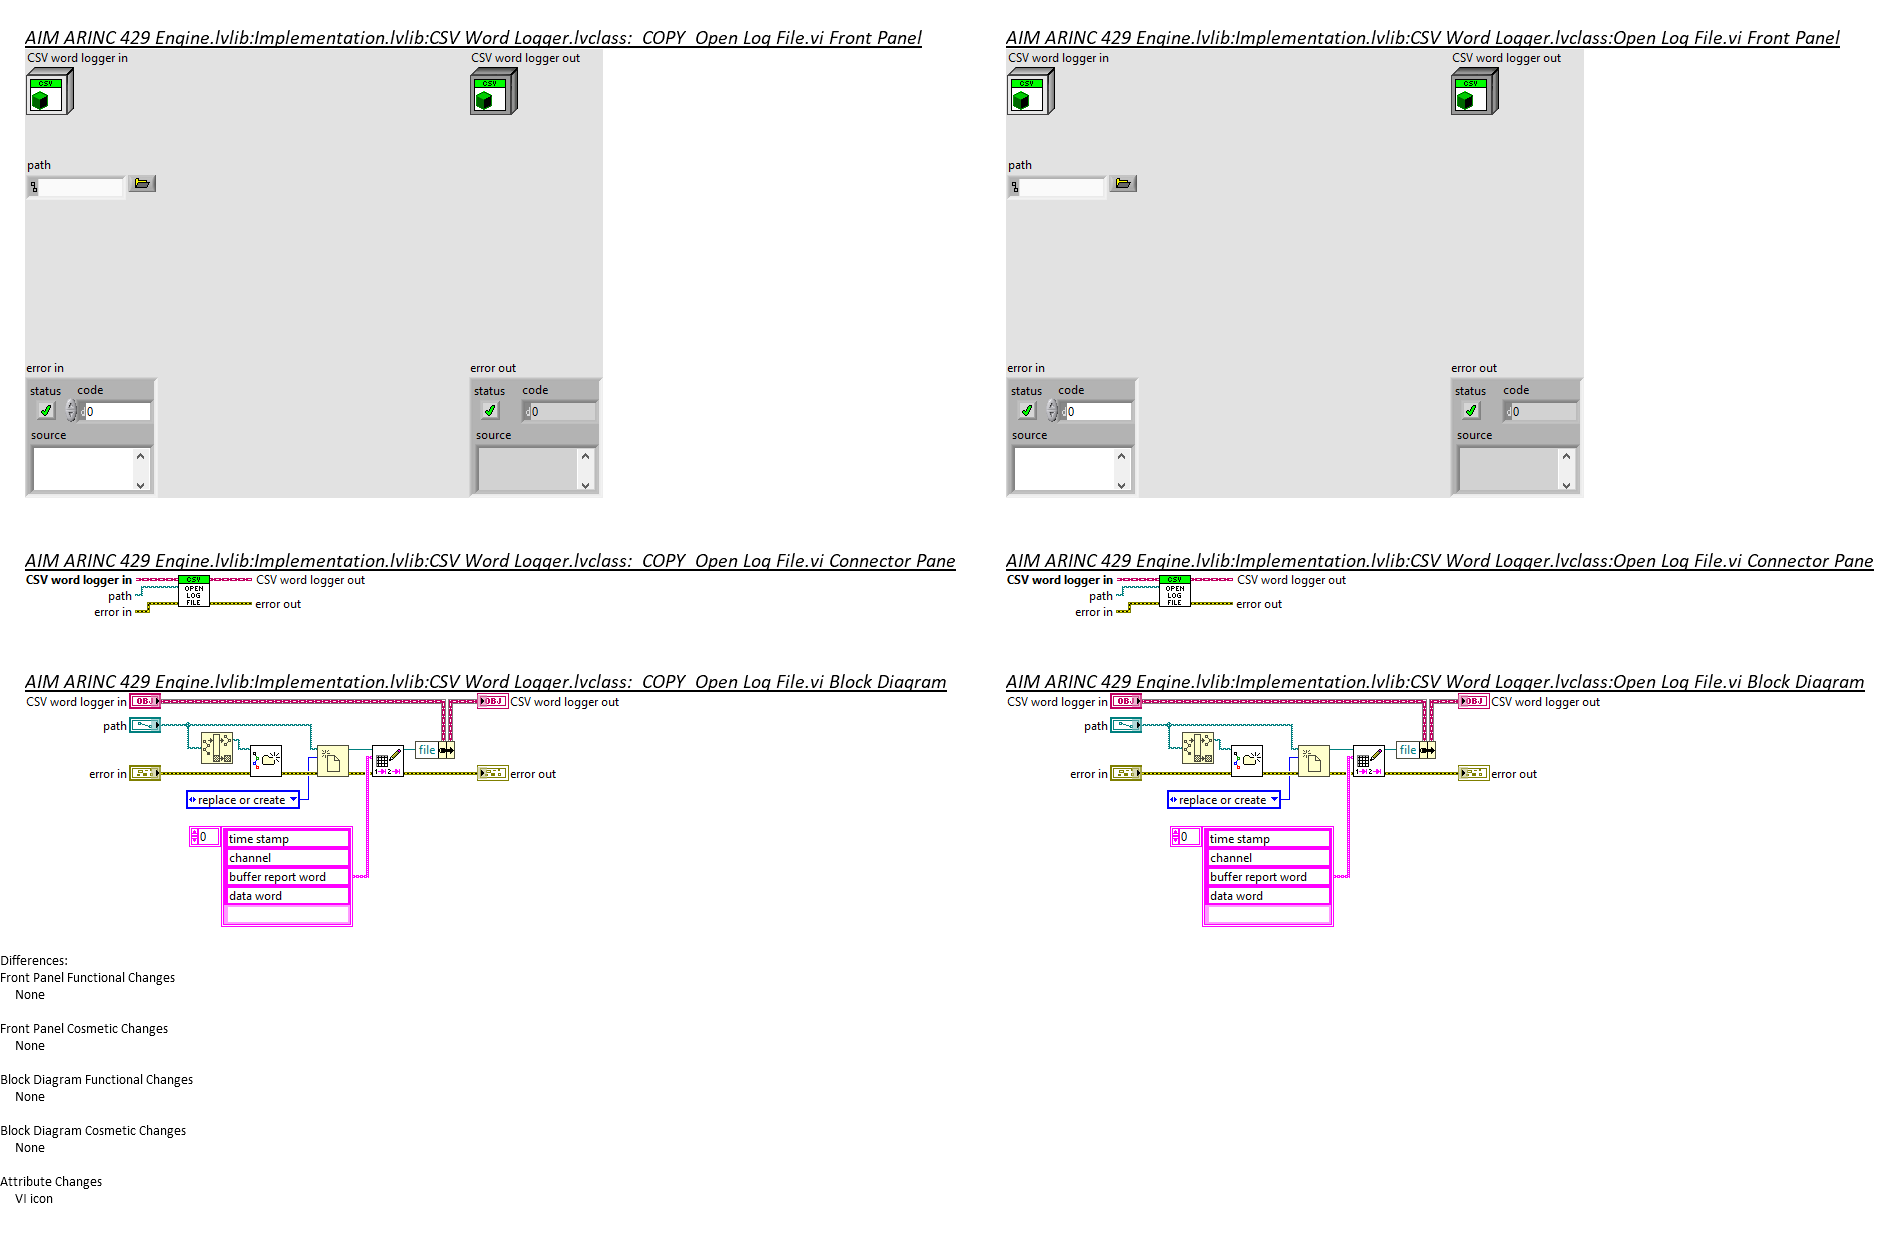 AIM ARINC 429 Engine.lvlib:Implementation.lvlib:CSV Word Logger.lvclass:_COPY_Open Log File.vi Front Panel
CSV word logger in
CSV word logger out
CSV
CSV
path
error in
error out
status code
0
source
status code
0
source
AIM ARINC 429 Engine.lvlib:Implementation.lvlib:CSV Word Logger.lvclass:Open Log File.vi Front Panel
CSV word logger in
CSV word logger out
CSV
CSV
path
error in
error out
status code
0
source
status code
0
source
AIM ARINC 429 Engine.lvlib:Implementation.lvlib:CSV Word Logger.lvclass:_COPY_Open Log File.vi Connector Pane
CSV word logger in
CSV
CSV word logger out
path
OPEN
LOG
FILE
error in
error out
AIM ARINC 429 Engine.lvlib:Implementation.lvlib:CSV Word Logger.lvclass:Open Log File.vi Connector Pane
CSV word logger in
CSV
CSV word logger out
path
OPEN
LOG
FILE
error in
error out
AIM ARINC 429 Engine.lvlib:Implementation.lvlib:CSV Word Logger.lvclass:_COPY_Open Log File.vi Block Diagram
CSV word logger in OBJ
OBJ CSV word logger out
path
file
error in
error out
replace or create
0
time stamp
channel
buffer report word
data word
AIM ARINC 429 Engine.lvlib:Implementation.lvlib:CSV Word Logger.lvclass:Open Log File.vi Block Diagram
CSV word logger in OBJ
OBJ CSV word logger out
path
file
error in
error out
replace or create
0
time stamp
channel
buffer report word
data word
Differences:
Front Panel Functional Changes
None
Front Panel Cosmetic Changes
None
Block Diagram Functional Changes
None
Block Diagram Cosmetic Changes
None
Attribute Changes
VI icon